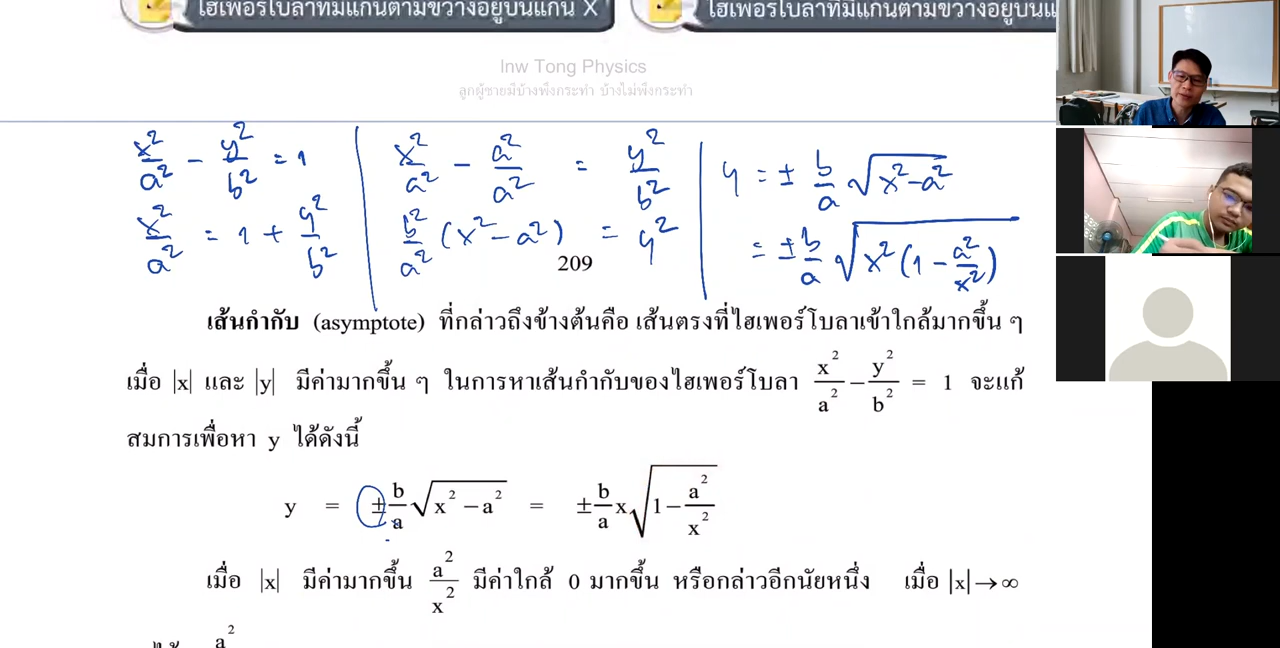 ไฮเพอร์โบลาที่มีแกนตามขวางอยู่บนแกน X
ไฮเพอร์โบลาที่มีแกนตามขวางอยู่บนแ
Inw Tong Physics
ลูกผู้ชายมีบ้างพึ่งกระทำ บ้างไม่พึงกระทำ
x²/a² - y²/b² = 1
x²/a² = 1 + y²/b²
x²/a² - a²/a² = y²/b²
b²/a² (x² - a²) = y²
y = ± b/a √(x²-a²)
= ± b/a √(x²(1 - a²/x²))
209
เส้นกำกับ (asymptote) ที่กล่าวถึงข้างต้นคือ เส้นตรงที่ไฮเพอร์โบลาเข้าใกล้มากขึ้น ๆ
เมื่อ |x| และ |y| มีค่ามากขึ้น ๆ ในการหาเส้นกำกับของไฮเพอร์โบลา x²/a² - y²/b² = 1 จะแก้
สมการเพื่อหา y ได้ดังนี้
y = ± b/a √(x² - a²) = ± b/a x √(1 - a²/x²)
เมื่อ |x| มีค่ามากขึ้น a²/x² มีค่าใกล้ 0 มากขึ้น หรือกล่าวอีกนัยหนึ่ง เมื่อ |x| → ∞
a²